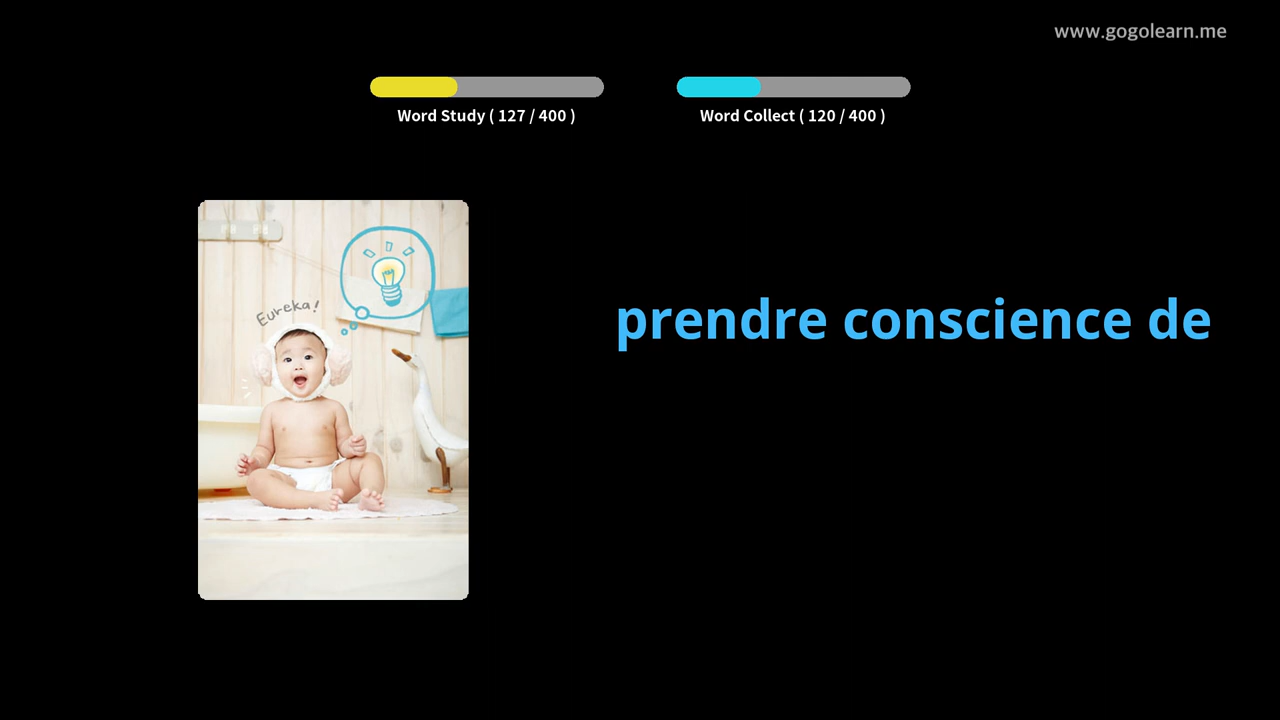 www.gogolearn.me
Word Study ( 127 / 400 )
Word Collect ( 120 / 400 )
Eureka!
prendre conscience de